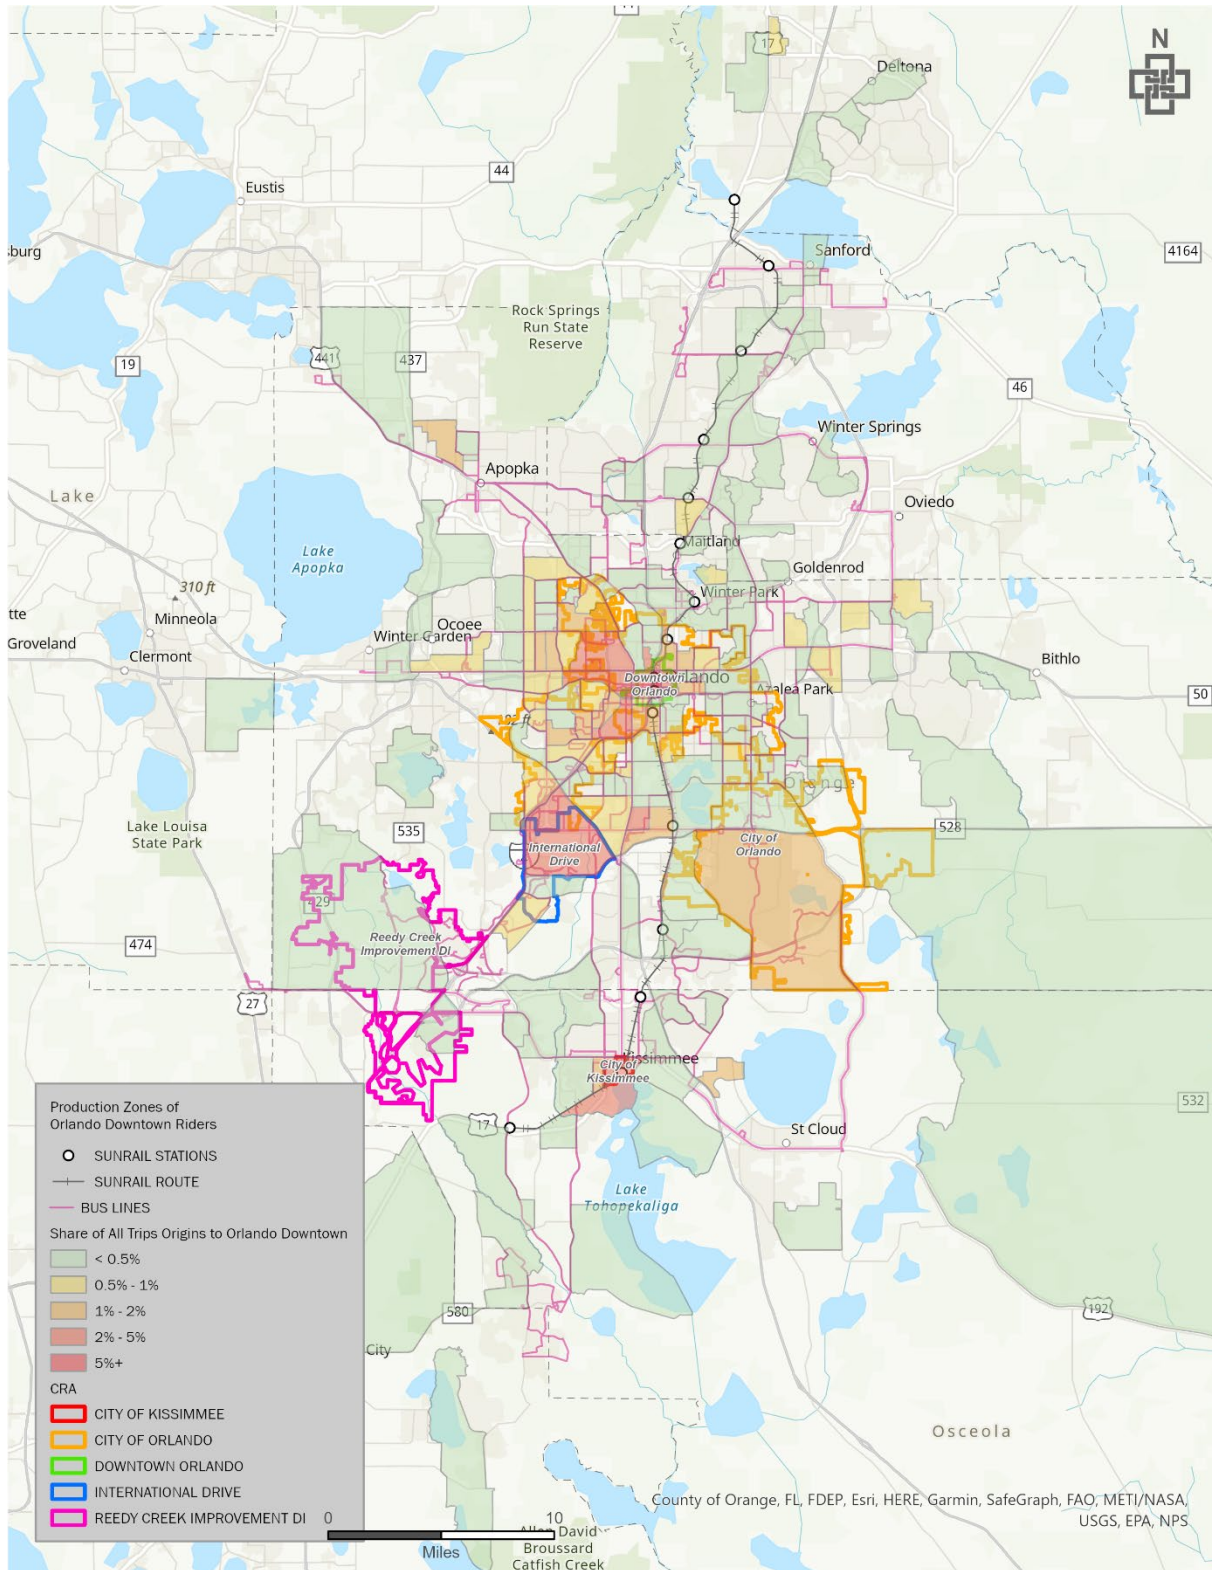 44
17
N
Deltona
44
Eustis
sburg
Sanford
4164
Rock Springs
Run State
Reserve
441
437
19
46
Winter Springs
Apopka
Lake
Oviedo
Maitland
Lake
Apopka
Goldenrod
310 ft
Winter Park
tte
Minneola
Ocoee
Groveland
Winter Garden
Clermont
Bithlo
Downtown
Orlando
Orlando
Azalea Park
50
Orange
Lake Louisa
State Park
535
528
City of
Orlando
International
Drive
429
474
Reedy Creek
Improvement DI
27
Kissimmee
City of
Kissimmee
532
17
St Cloud
Lake
Tohopekaliga
580
192
City
Osceola
Production Zones of
Orlando Downtown Riders
SUNRAIL STATIONS
SUNRAIL ROUTE
BUS LINES
Share of All Trips Origins to Orlando Downtown
< 0.5%
0.5% - 1%
1% - 2%
2% - 5%
5%+
CRA
CITY OF KISSIMMEE
CITY OF ORLANDO
DOWNTOWN ORLANDO
INTERNATIONAL DRIVE
REEDY CREEK IMPROVEMENT DI
0 10
Miles
Allen David
Broussard
Catfish Creek
County of Orange, FL, FDEP, Esri, HERE, Garmin, SafeGraph, FAO, METI/NASA,
USGS, EPA, NPS